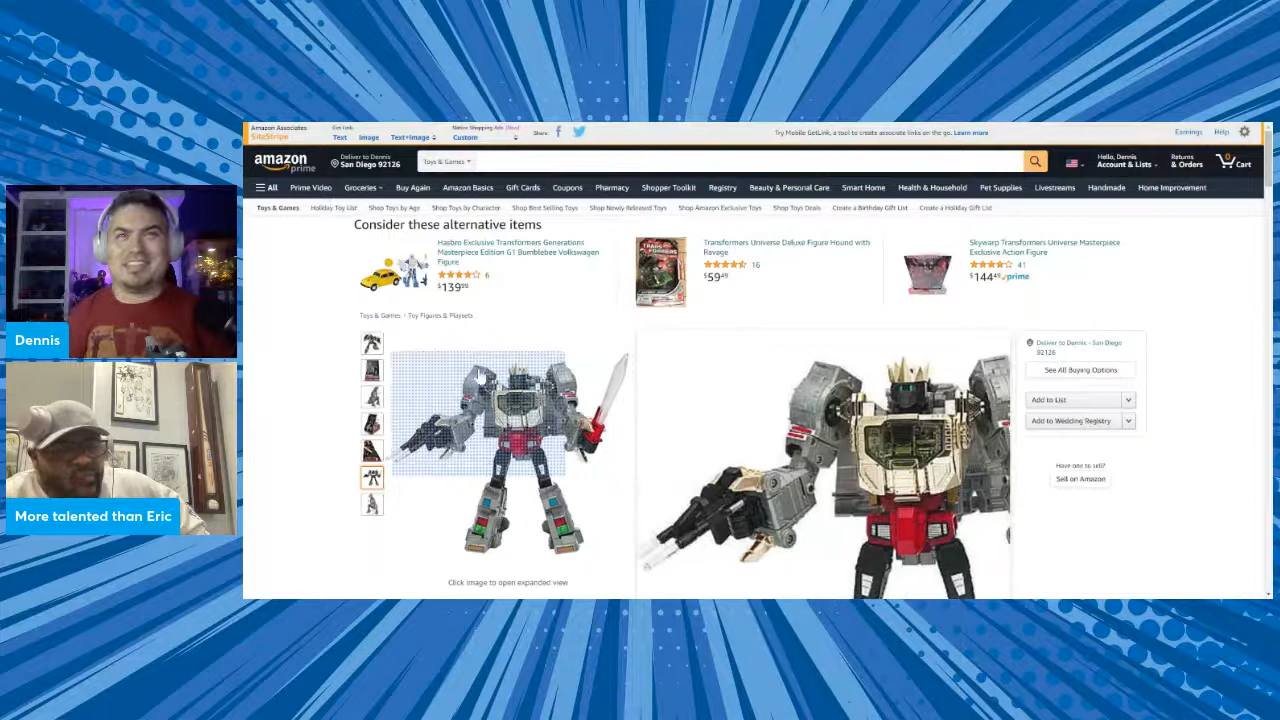 Amazon Associates
SiteStripe
Get Link:
Text
Image
Text+Image
Native Shopping Ads (New)
Custom
Share:
Try Mobile GetLink, a tool to create associate links on the go. Learn more
Earnings
Help
amazon
prime
Deliver to Dennis
San Diego 92126
Toys & Games
Hello, Dennis
Account & Lists
Returns
& Orders
0
Cart
All
Prime Video
Groceries
Buy Again
Amazon Basics
Gift Cards
Coupons
Pharmacy
Shopper Toolkit
Registry
Beauty & Personal Care
Smart Home
Health & Household
Pet Supplies
Livestreams
Handmade
Home Improvement
Toys & Games
Holiday Toy List
Shop Toys by Age
Shop Toys by Character
Shop Best Selling Toys
Shop Newly Released Toys
Shop Amazon Exclusive Toys
Shop Toys Deals
Create a Birthday Gift List
Create a Holiday Gift List
Consider these alternative items
Hasbro Exclusive Transformers Generations
Masterpiece Edition G1 Bumblebee Volkswagen
Figure
6
$139⁹⁹
Transformers Universe Deluxe Figure Hound with
Ravage
16
$59⁴⁹
Skywarp Transformers Universe Masterpiece
Exclusive Action Figure
41
$144⁴⁹ prime
Toys & Games › Toy Figures & Playsets
Click image to open expanded view
Deliver to Dennis - San Diego
92126
See All Buying Options
Add to List
Add to Wedding Registry
Have one to sell?
Sell on Amazon
Dennis
More talented than Eric